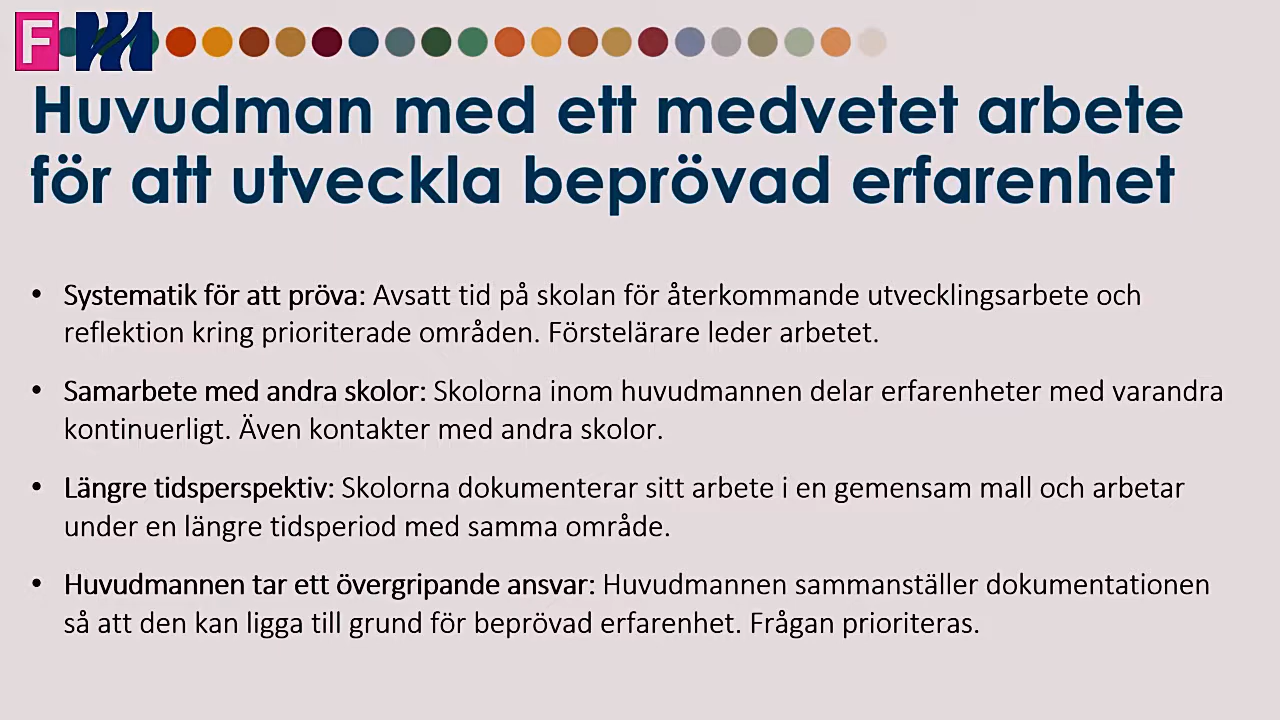 F
Huvudman med ett medvetet arbete
för att utveckla beprövad erfarenhet
• Systematik för att pröva: Avsatt tid på skolan för återkommande utvecklingsarbete och
reflektion kring prioriterade områden. Förstelärare leder arbetet.
• Samarbete med andra skolor: Skolorna inom huvudmannen delar erfarenheter med varandra
kontinuerligt. Även kontakter med andra skolor.
• Längre tidsperspektiv: Skolorna dokumenterar sitt arbete i en gemensam mall och arbetar
under en längre tidsperiod med samma område.
• Huvudmannen tar ett övergripande ansvar: Huvudmannen sammanställer dokumentationen
så att den kan ligga till grund för beprövad erfarenhet. Frågan prioriteras.